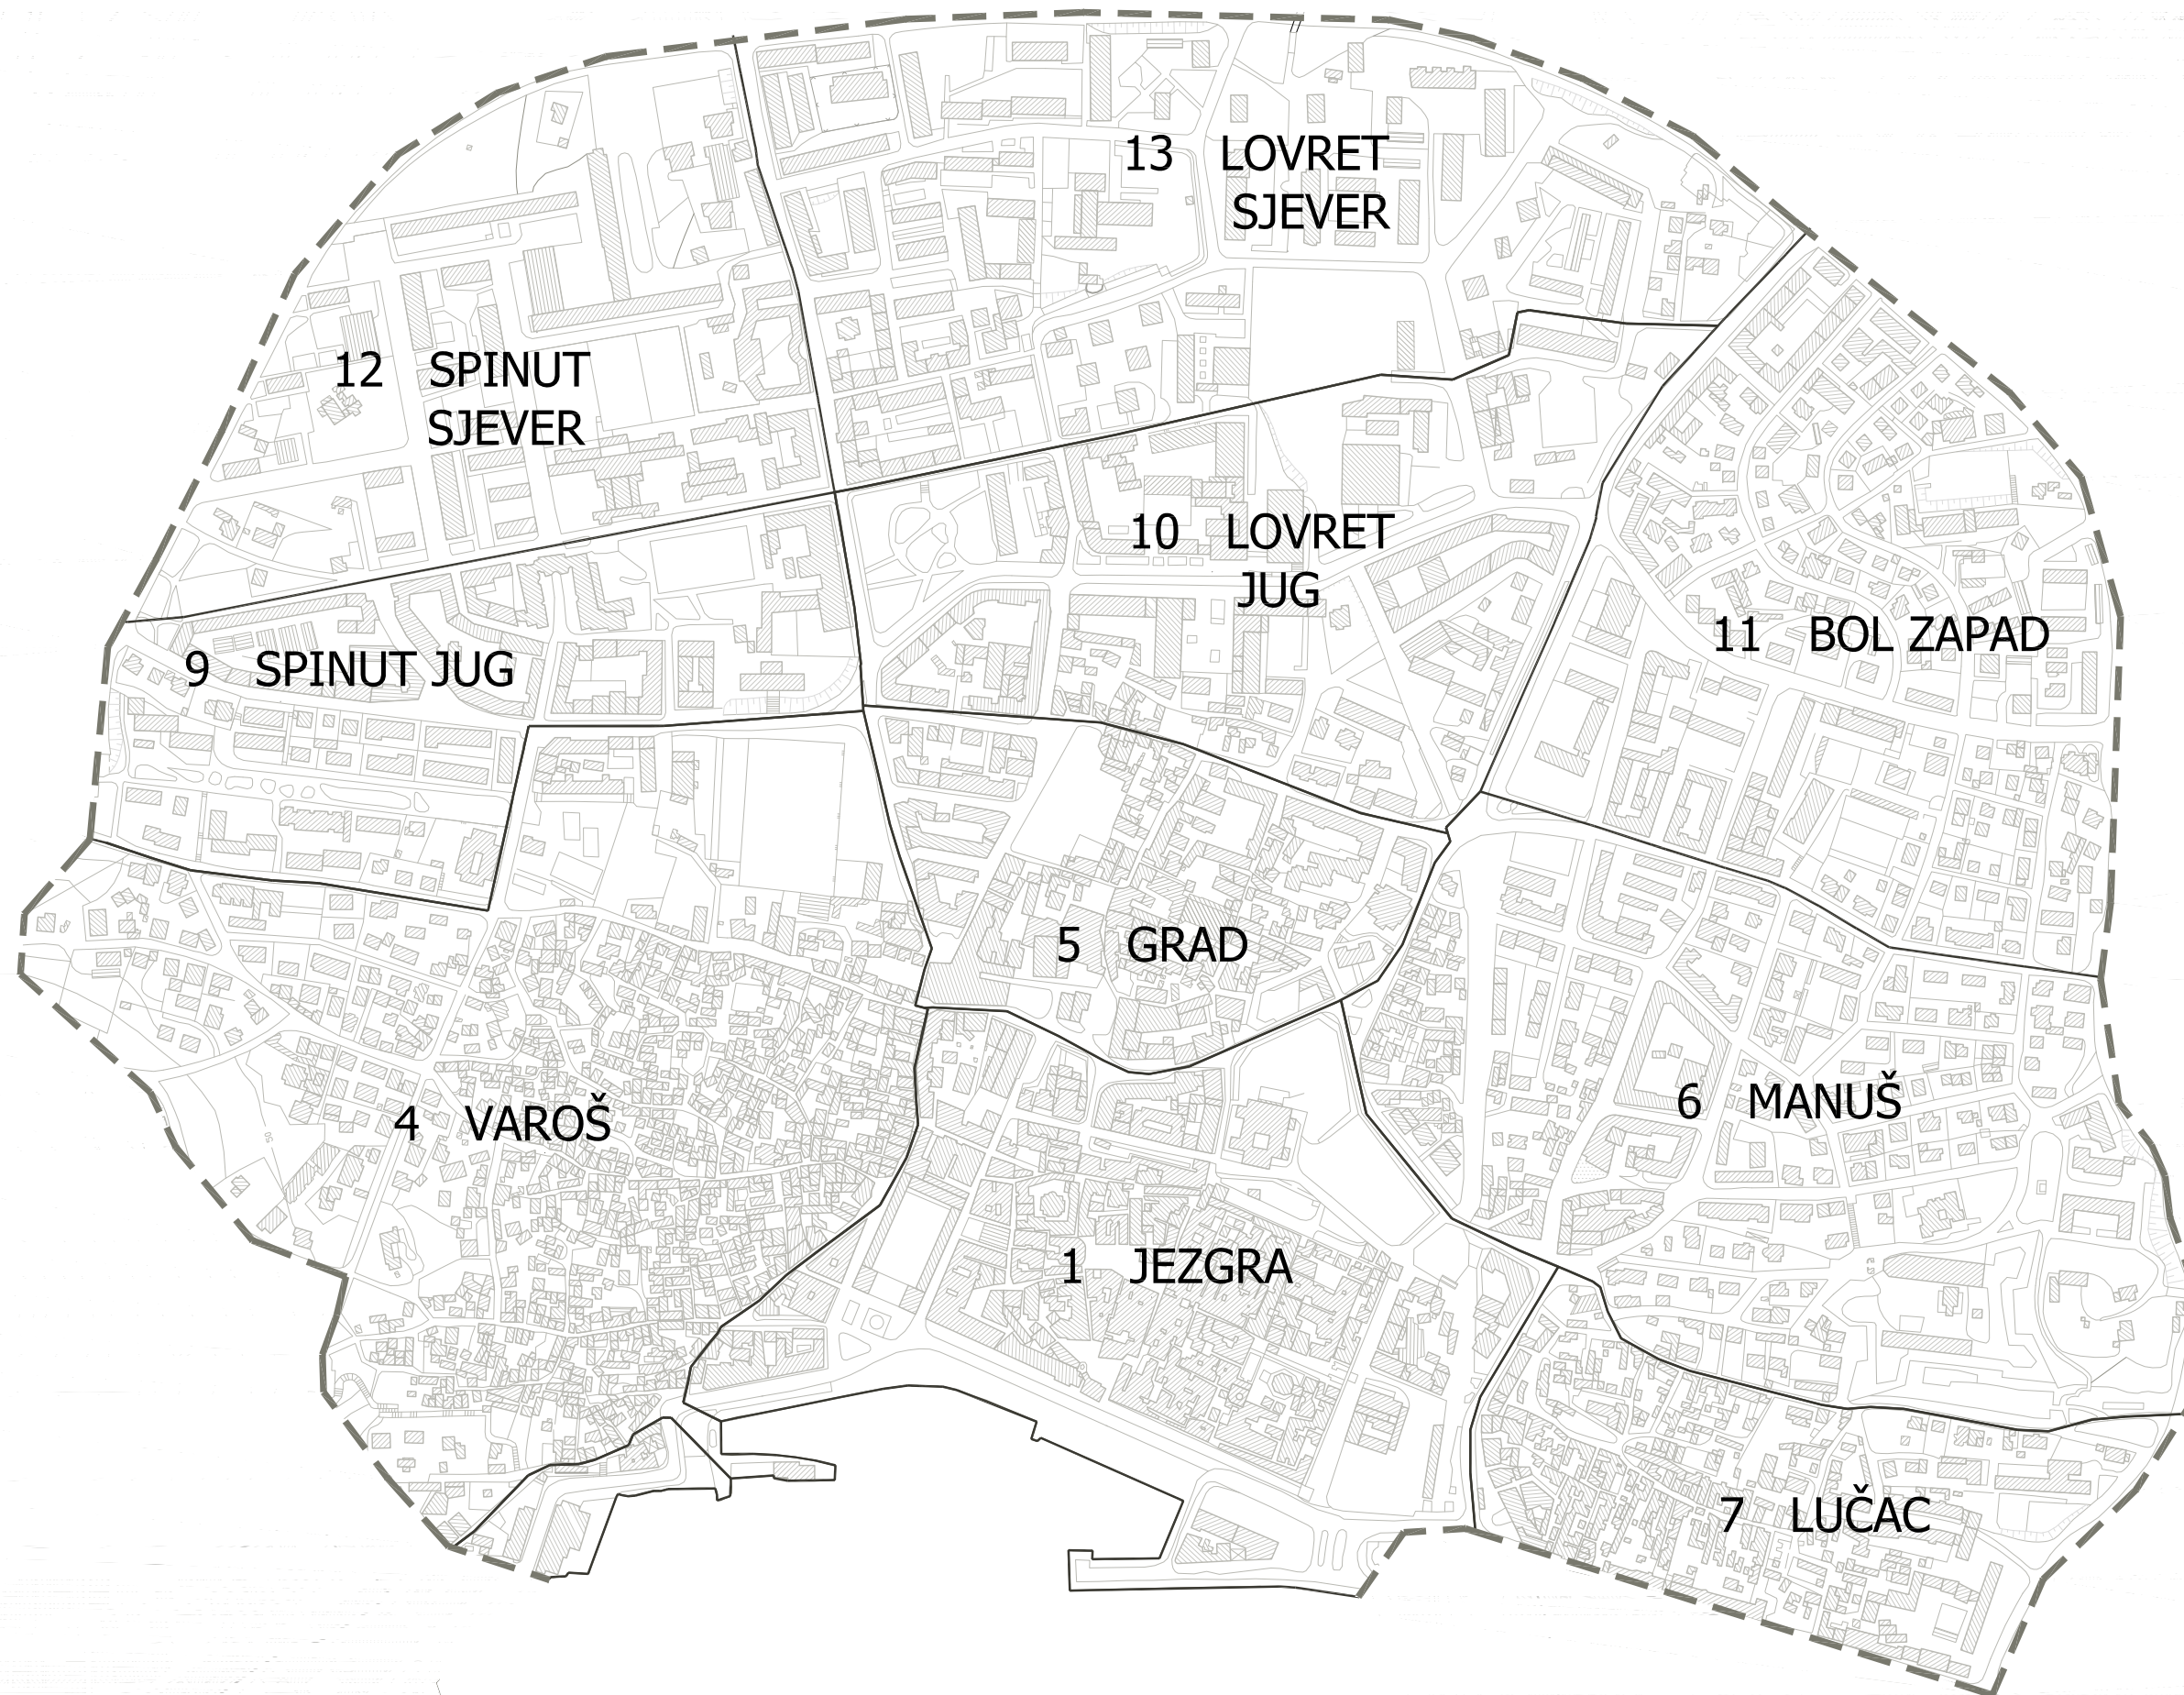 13 LOVRET
SJEVER
12 SPINUT
SJEVER
10 LOVRET
JUG
11 BOL ZAPAD
9 SPINUT JUG
5 GRAD
6 MANUŠ
4 VAROŠ
1 JEZGRA
7 LUČAC
50